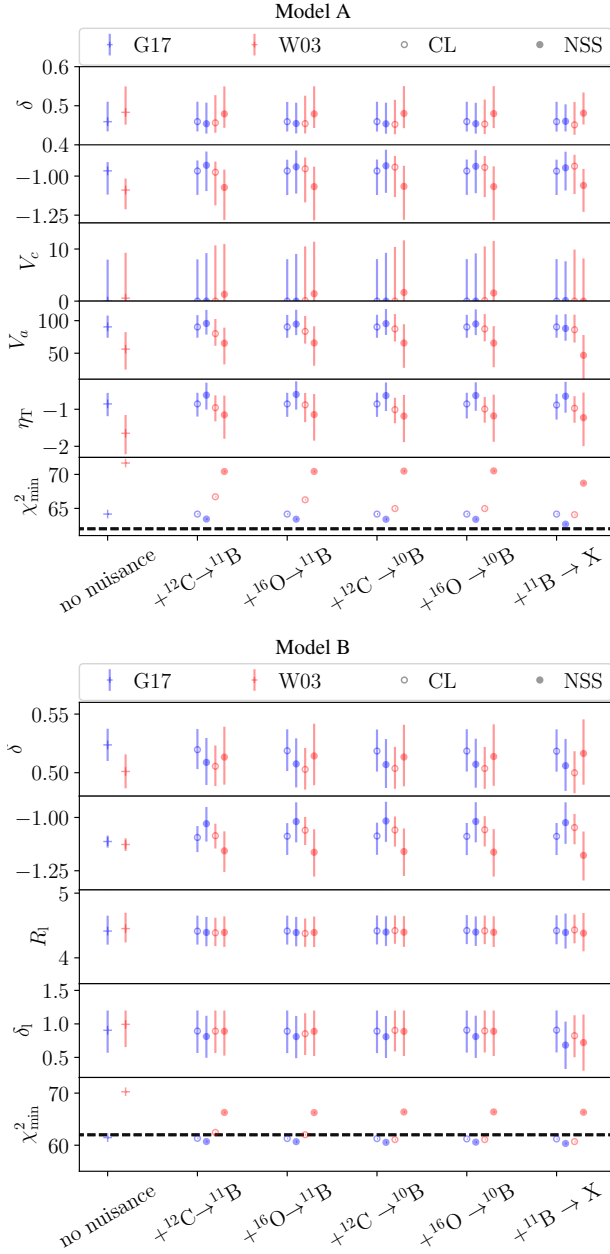 Model A
G17 W03 CL NSS
0.6
δ 0.5
0.4
−1.00
−1.25
V_c 10
0
V_a 100
50
η_T −1
−2
χ²_min 70
65
no nuisance +¹²C→¹¹B +¹⁶O→¹¹B +¹²C→¹⁰B +¹⁶O→¹⁰B +¹¹B → X
Model B
G17 W03 CL NSS
δ 0.55
0.50
−1.00
−1.25
5
R_l 4
1.5
δ_l 1.0
0.5
χ²_min 70
60
no nuisance +¹²C→¹¹B +¹⁶O→¹¹B +¹²C→¹⁰B +¹⁶O→¹⁰B +¹¹B → X